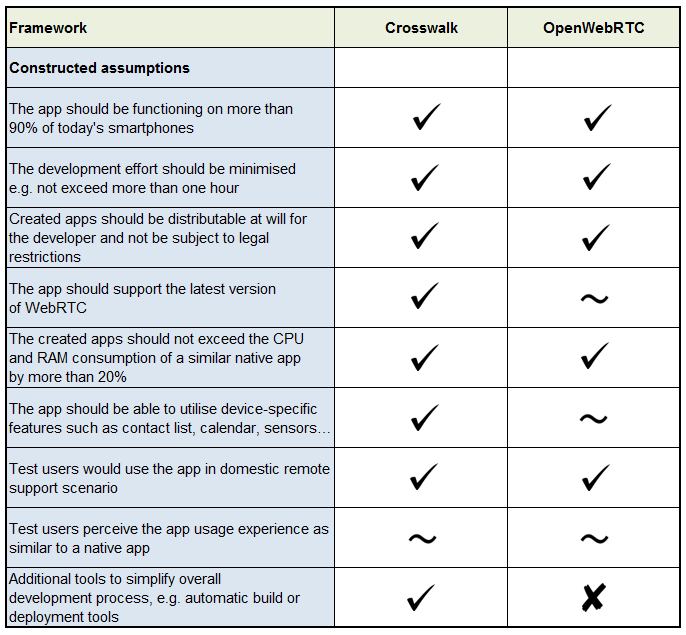 Framework Crosswalk OpenWebRTC
Constructed assumptions
The app should be functioning on more than
90% of today's smartphones ✓ ✓
The development effort should be minimised
e.g. not exceed more than one hour ✓ ✓
Created apps should be distributable at will for
the developer and not be subject to legal
restrictions ✓ ✓
The app should support the latest version
of WebRTC ✓ ~
The created apps should not exceed the CPU
and RAM consumption of a similar native app
by more than 20% ✓ ✓
The app should be able to utilise device-specific
features such as contact list, calendar, sensors… ✓ ~
Test users would use the app in domestic remote
support scenario ✓ ✓
Test users perceive the app usage experience as
similar to a native app ~ ~
Additional tools to simplify overall
development process, e.g. automatic build or
deployment tools ✓ ✘